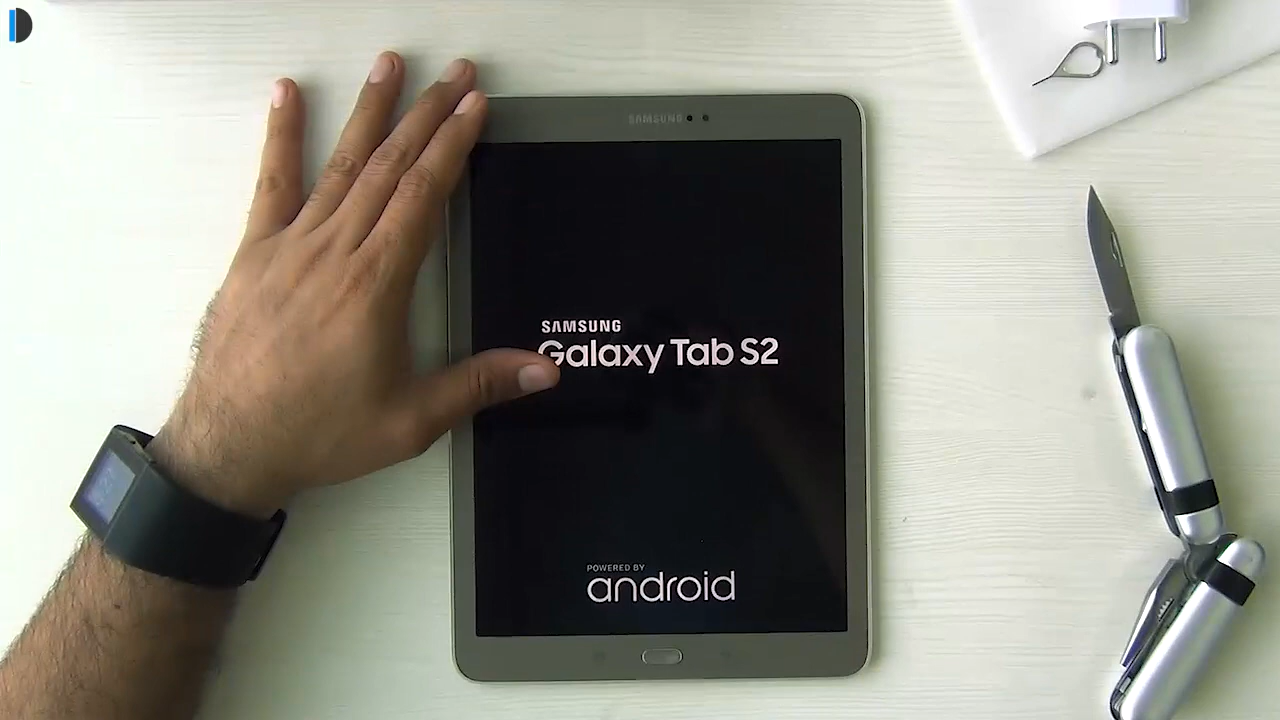 SAMSUNG
SAMSUNG
Galaxy Tab S2
POWERED BY
android